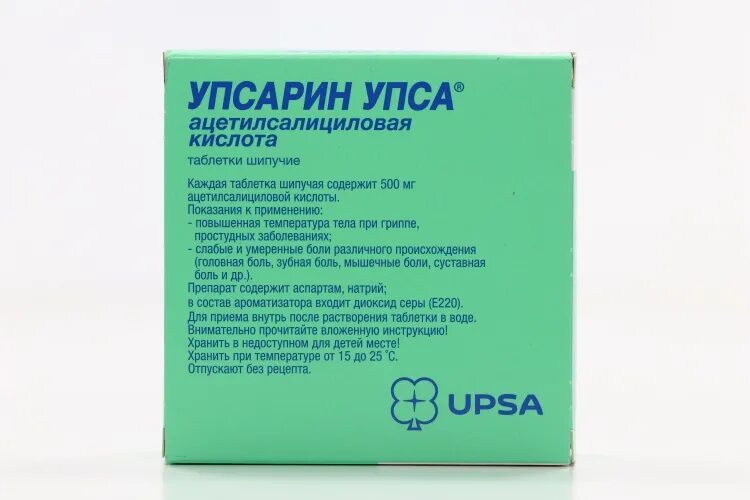 УПСАРИН УПСА®
ацетилсалициловая
кислота
таблетки шипучие
Каждая таблетка шипучая содержит 500 мг
ацетилсалициловой кислоты.
Показания к применению:
- повышенная температура тела при гриппе,
простудных заболеваниях;
- слабые и умеренные боли различного происхождения
(головная боль, зубная боль, мышечные боли, суставная
боль и др.).
Препарат содержит аспартам, натрий;
в состав ароматизатора входит диоксид серы (Е220).
Для приема внутрь после растворения таблетки в воде.
Внимательно прочитайте вложенную инструкцию!
Хранить в недоступном для детей месте!
Хранить при температуре от 15 до 25 °С.
Отпускают без рецепта.
UPSA